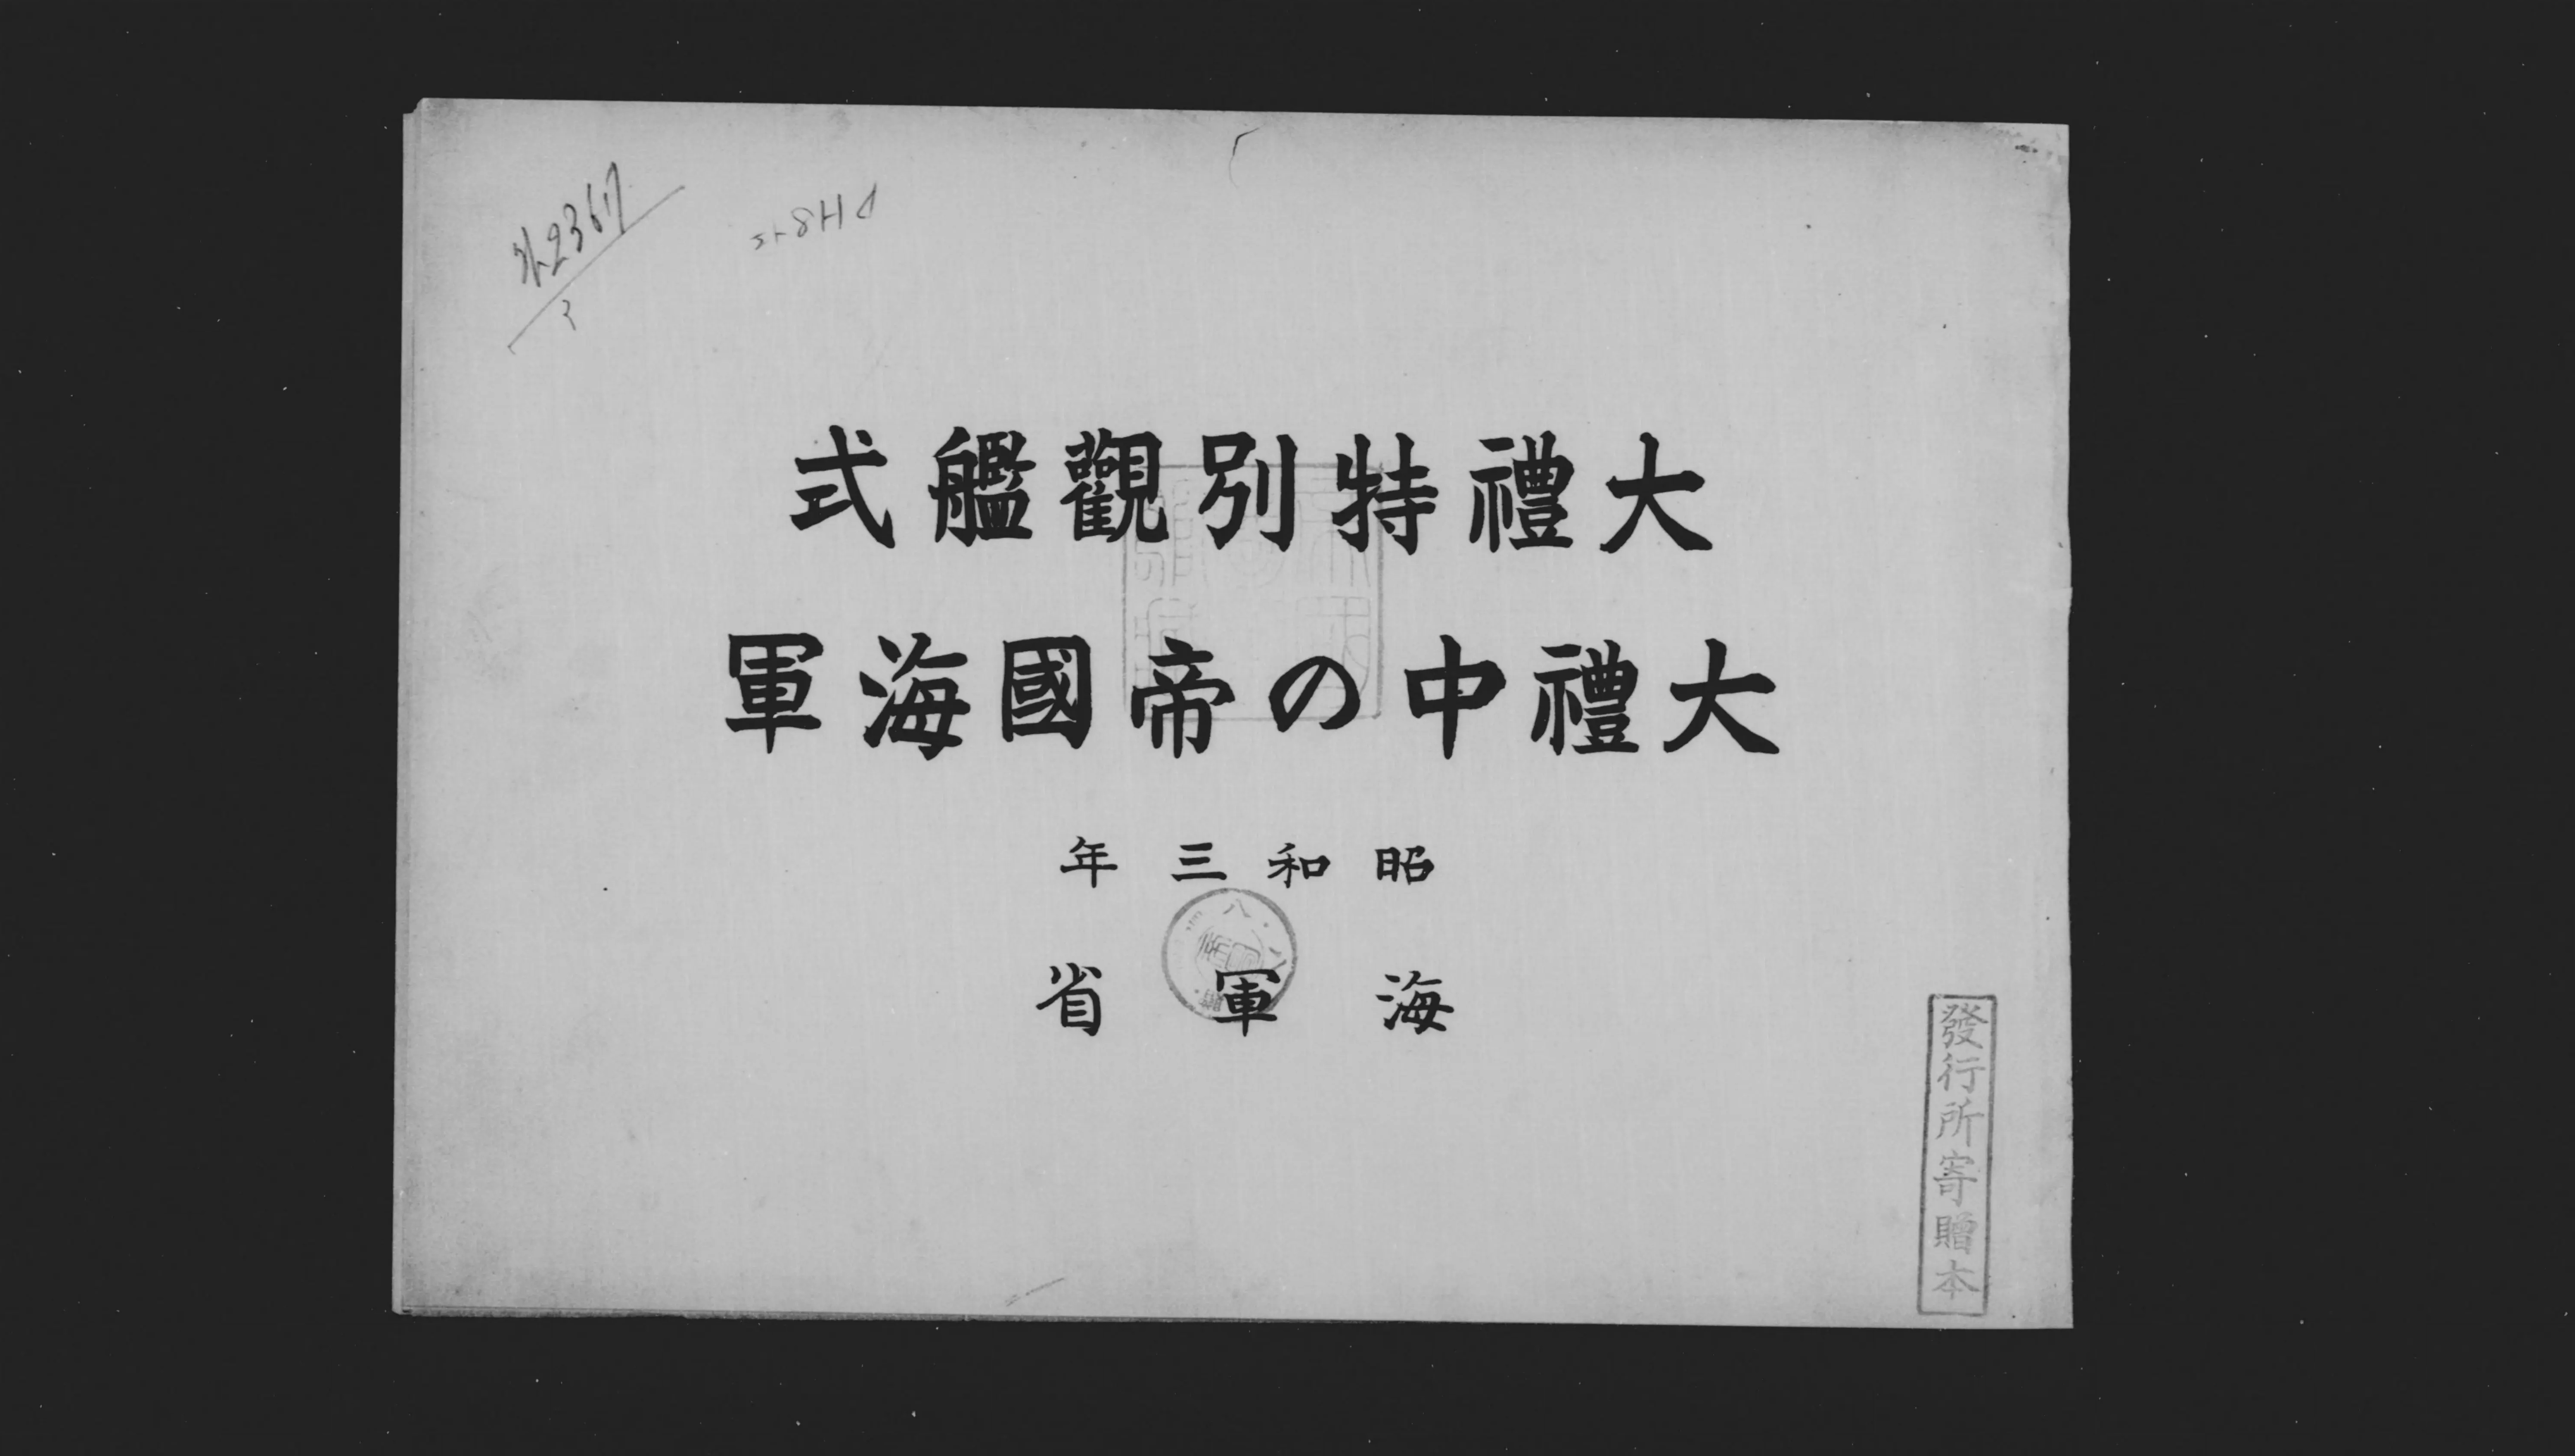 大禮特別觀艦式
大禮中の帝國海軍
昭和三年
海軍省
發行所寄贈本